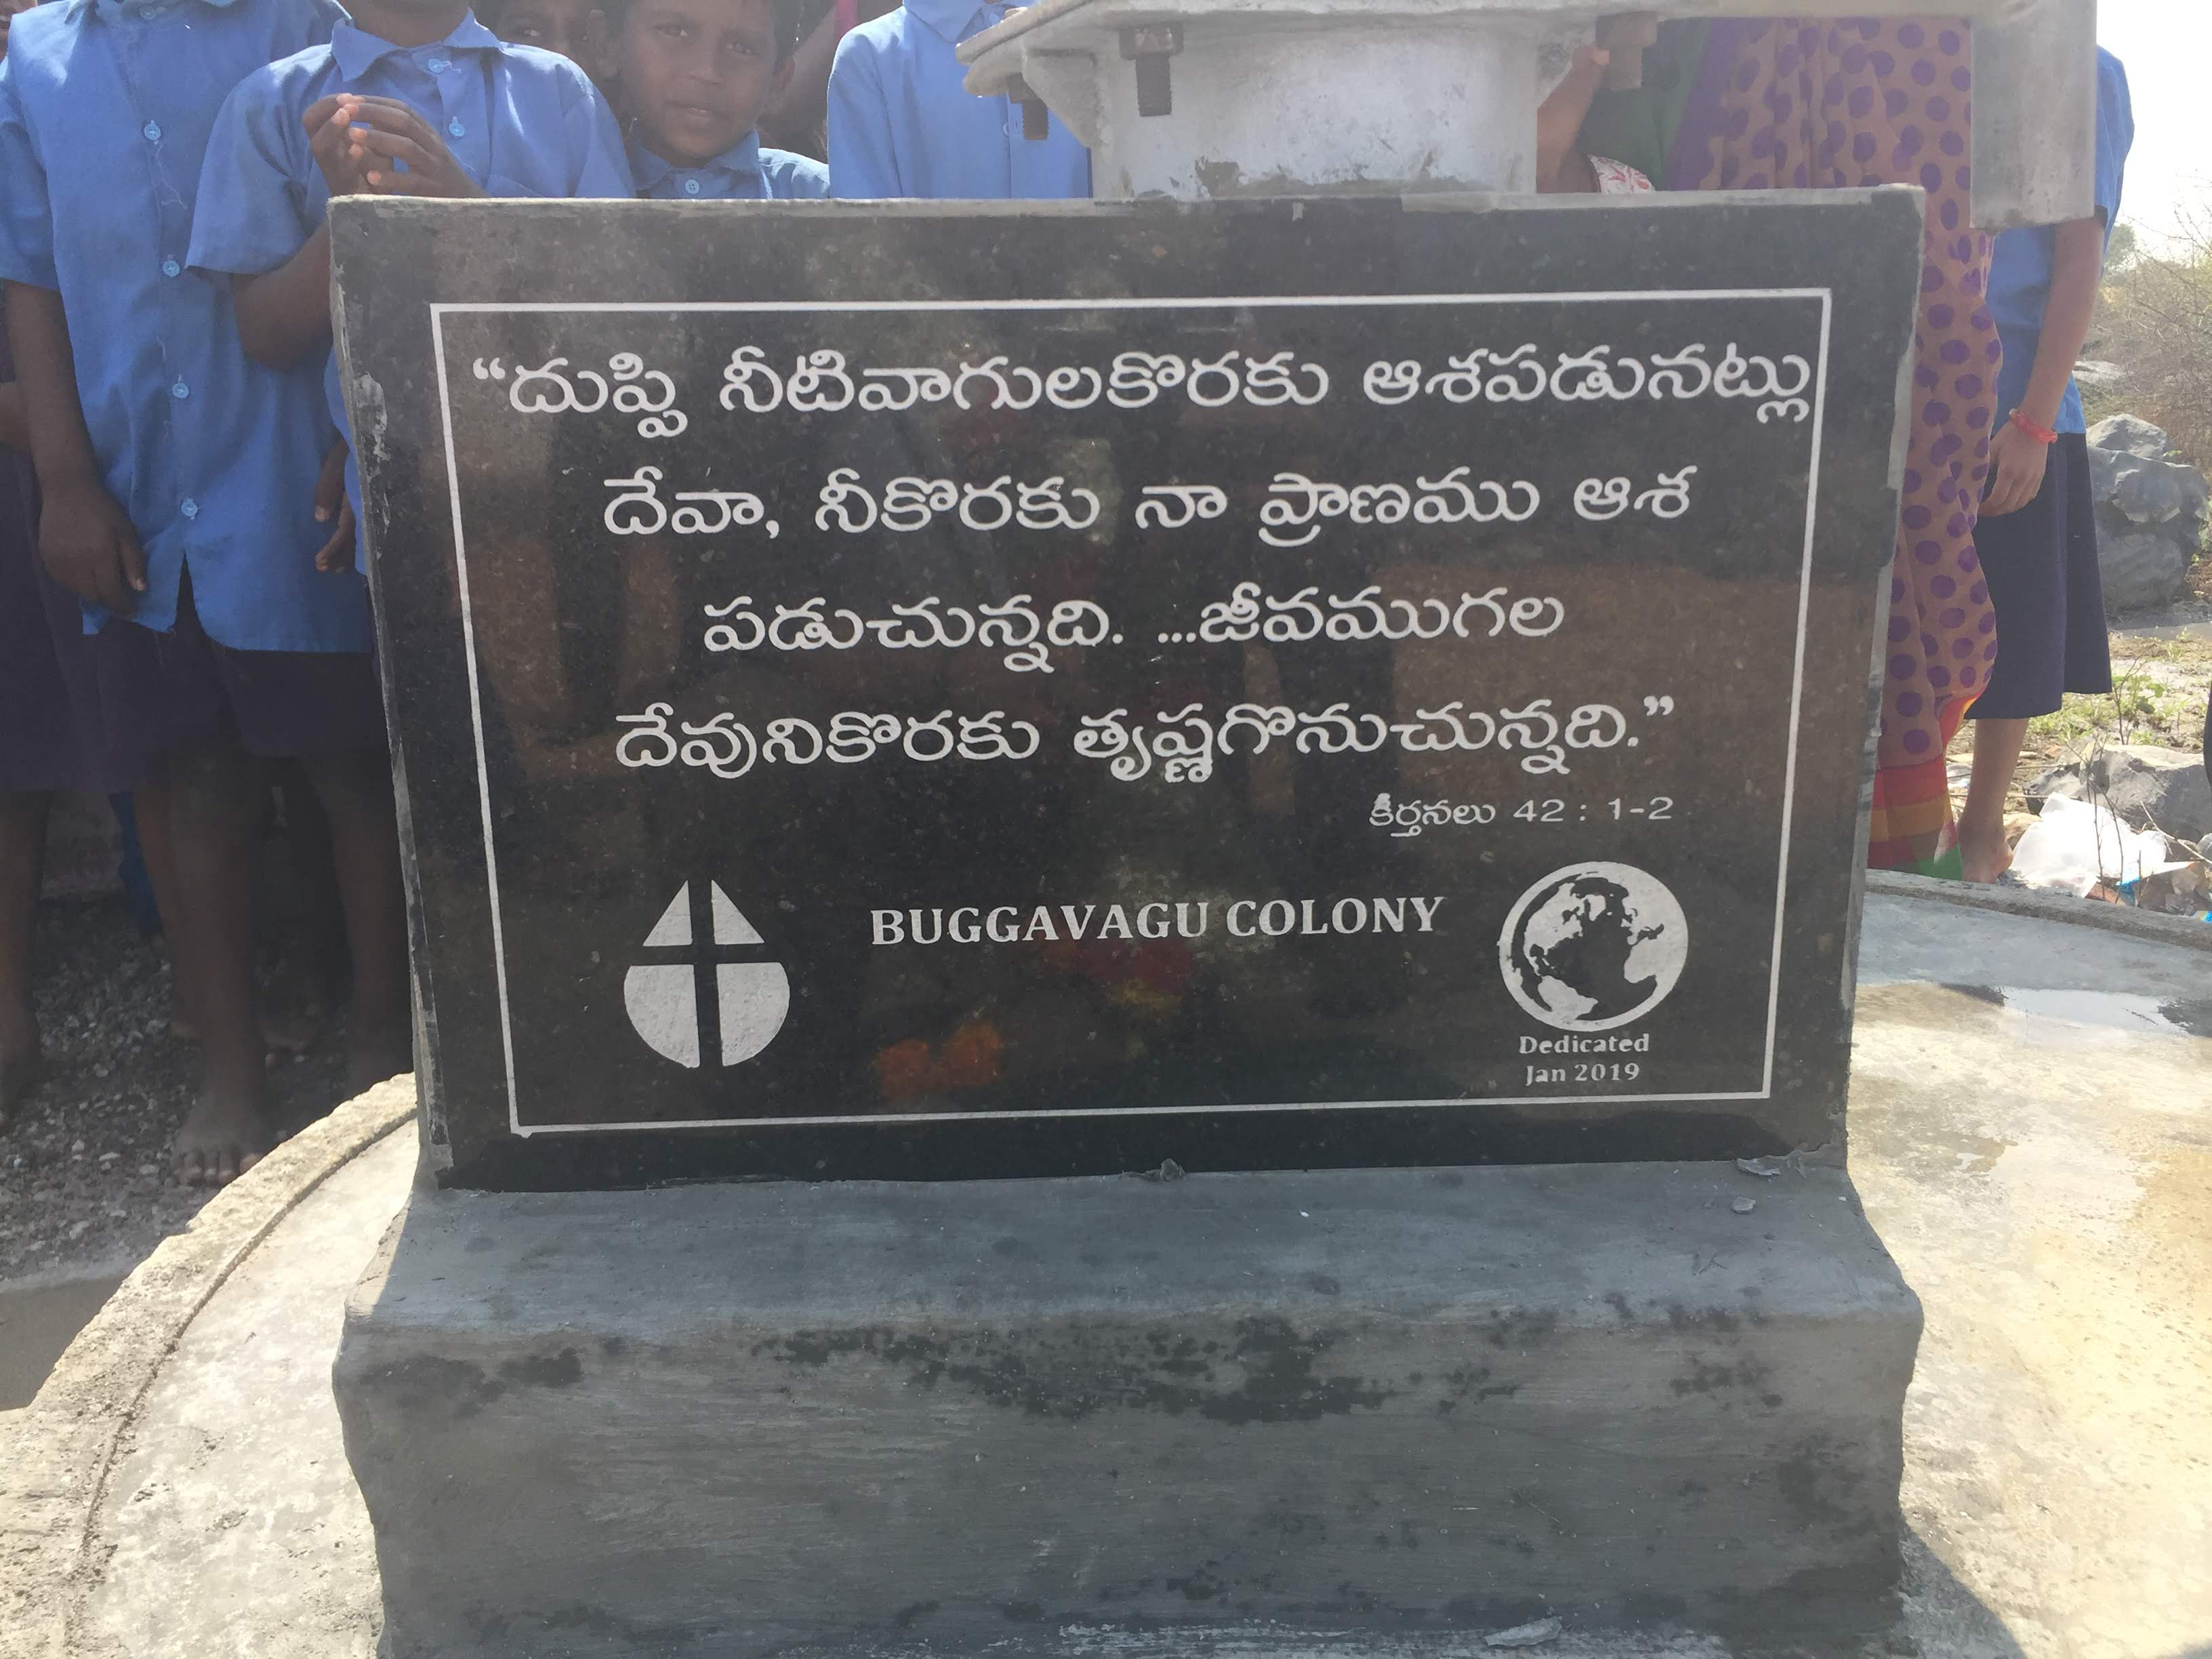 “దుప్పి నీటివాగులకొరకు ఆశపడునట్లు
దేవా, నీకొరకు నా ప్రాణము ఆశ
పడుచున్నది. ...జీవముగల
దేవునికొరకు తృష్ణగొనుచున్నది.”
కీర్తనలు 42 : 1-2
BUGGAVAGU COLONY
Dedicated
Jan 2019